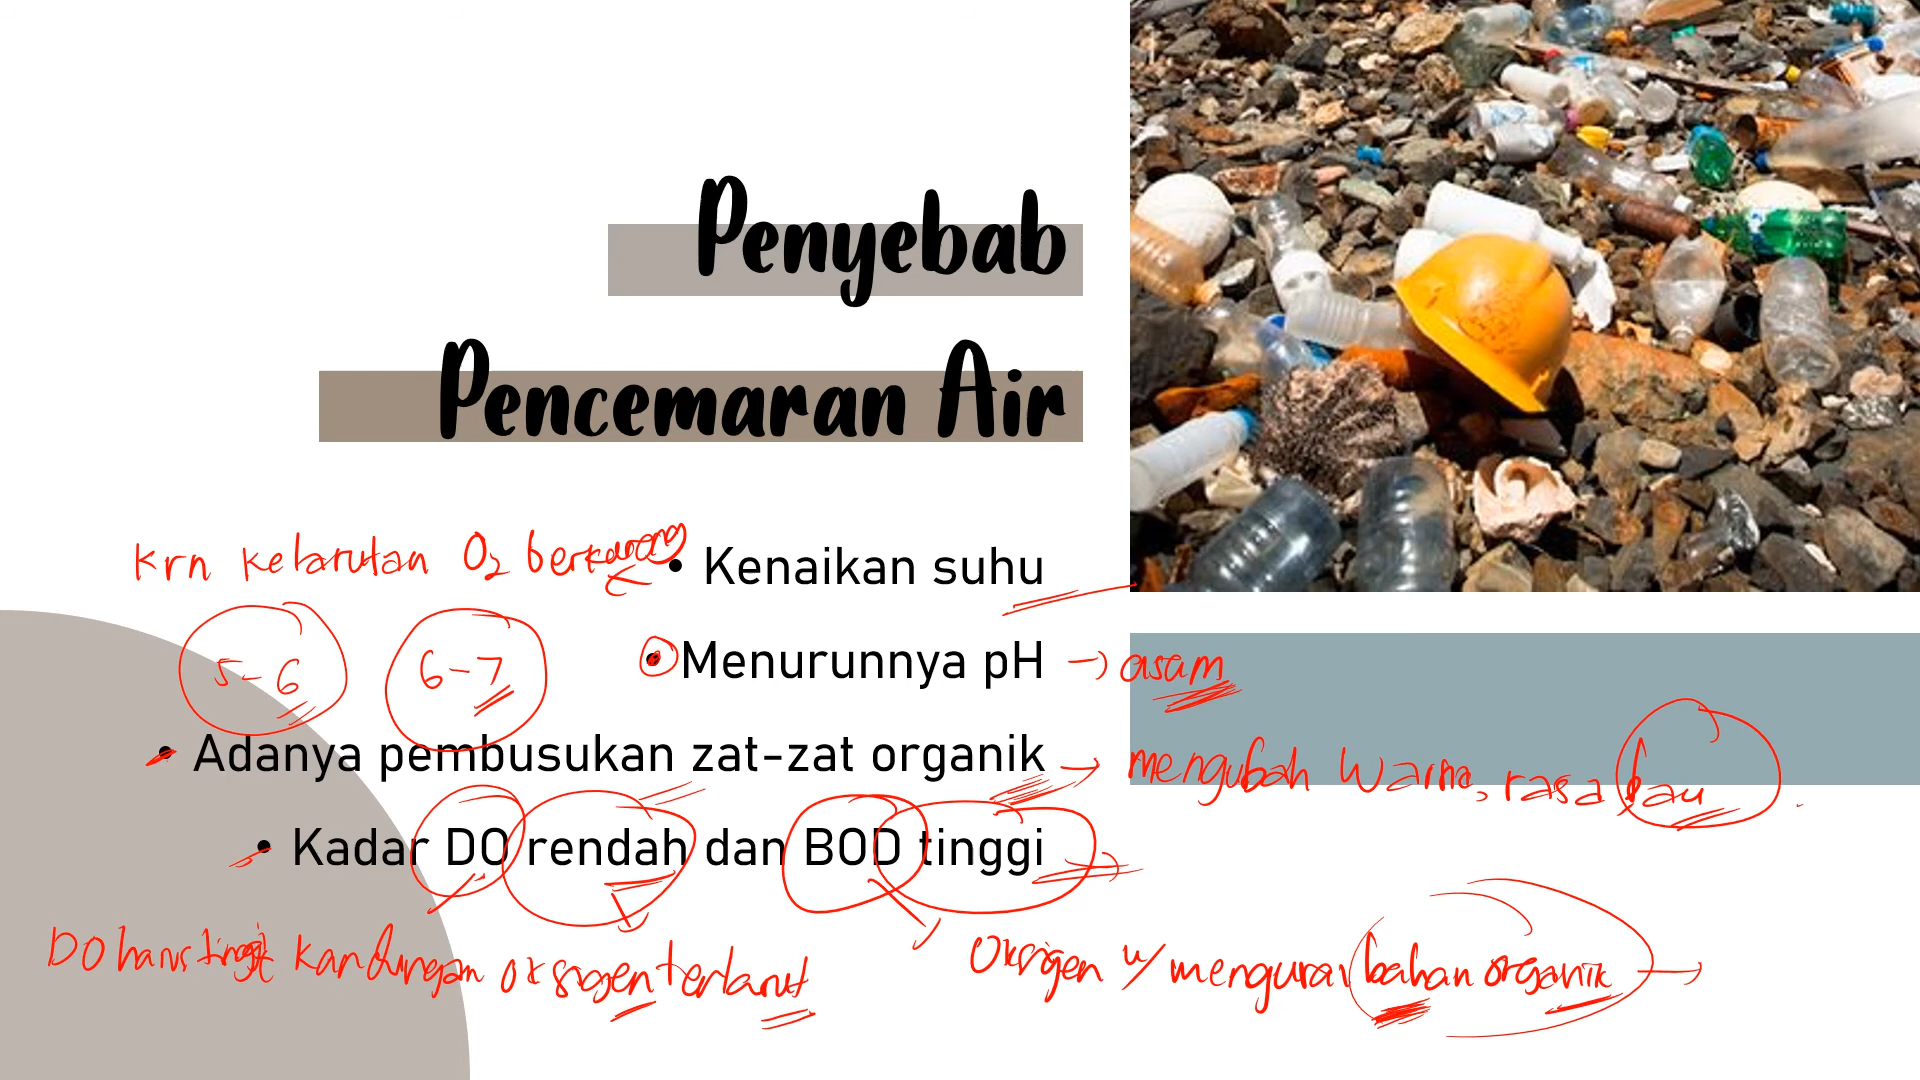 Penyebab
Pencemaran Air
krn kelarutan O2 berkurang
• Kenaikan suhu
5-6 6-7
• Menurunnya pH → asam
• Adanya pembusukan zat-zat organik → mengubah warna, rasa, bau
• Kadar DO rendah dan BOD tinggi →
DO harus tinggi kandungan oksigen terlarut
Oksigen u/ mengurai bahan organik →